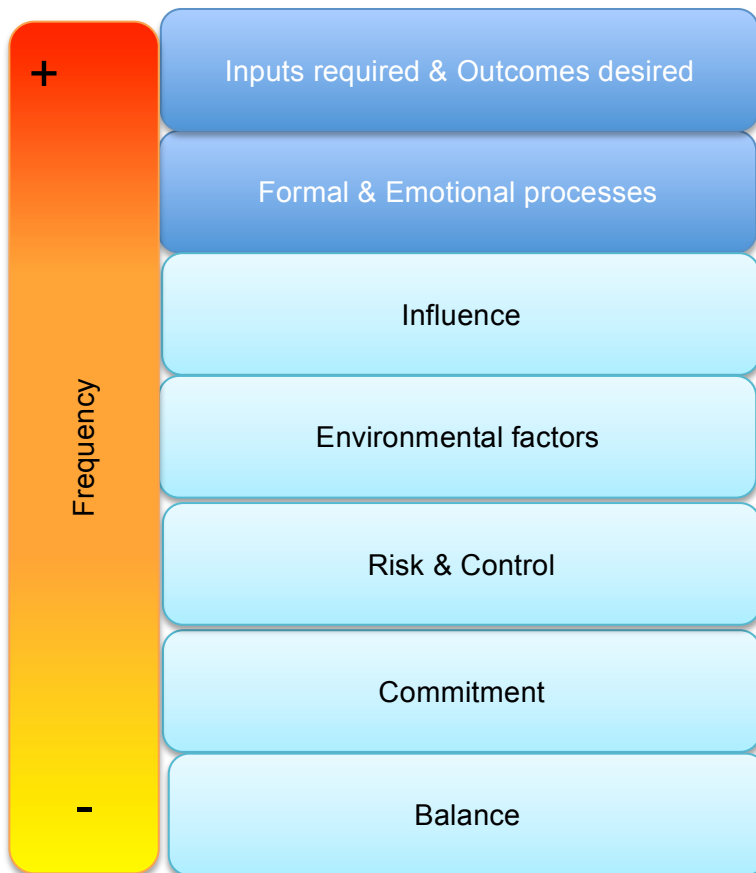 +
Inputs required & Outcomes desired
Formal & Emotional processes
Influence
Environmental factors
Frequency
Risk & Control
Commitment
-
Balance